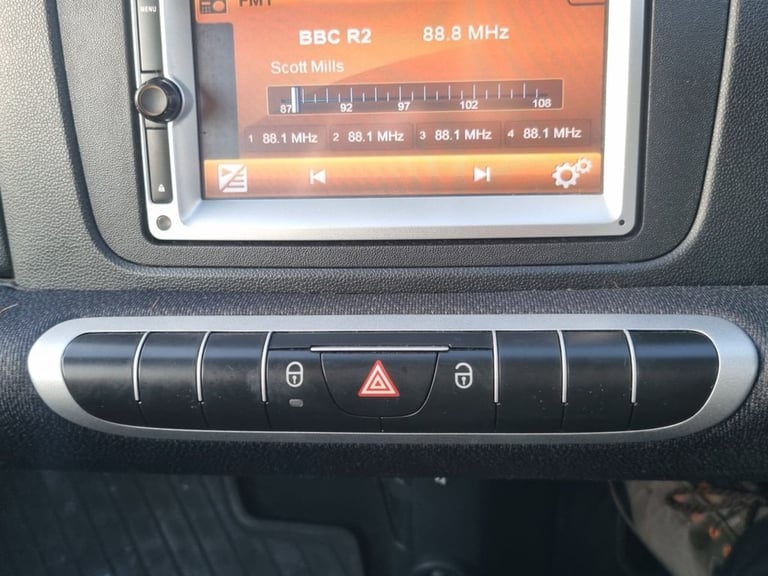 MENU
FM1
BBC R2 88.8 MHz
Scott Mills
87 92 97 102 108
1 88.1 MHz 2 88.1 MHz 3 88.1 MHz 4 88.1 MHz